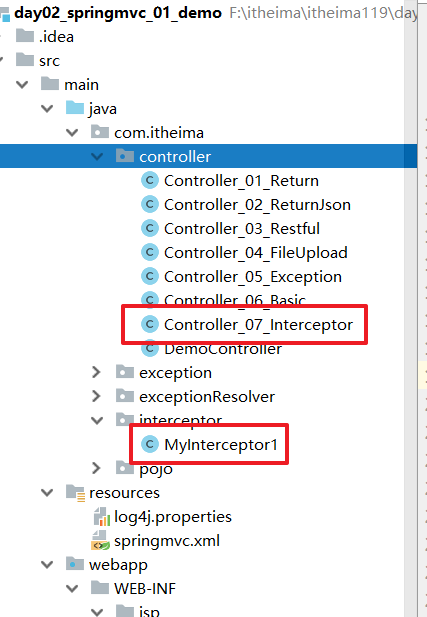 day02_springmvc_01_demo F:\itheima\itheima119\day
.idea
src
main
java
com.itheima
controller
Controller_01_Return
Controller_02_ReturnJson
Controller_03_Restful
Controller_04_FileUpload
Controller_05_Exception
Controller_06_Basic
Controller_07_Interceptor
DemoController
exception
exceptionResolver
interceptor
MyInterceptor1
pojo
resources
log4j.properties
springmvc.xml
webapp
WEB-INF
jsp